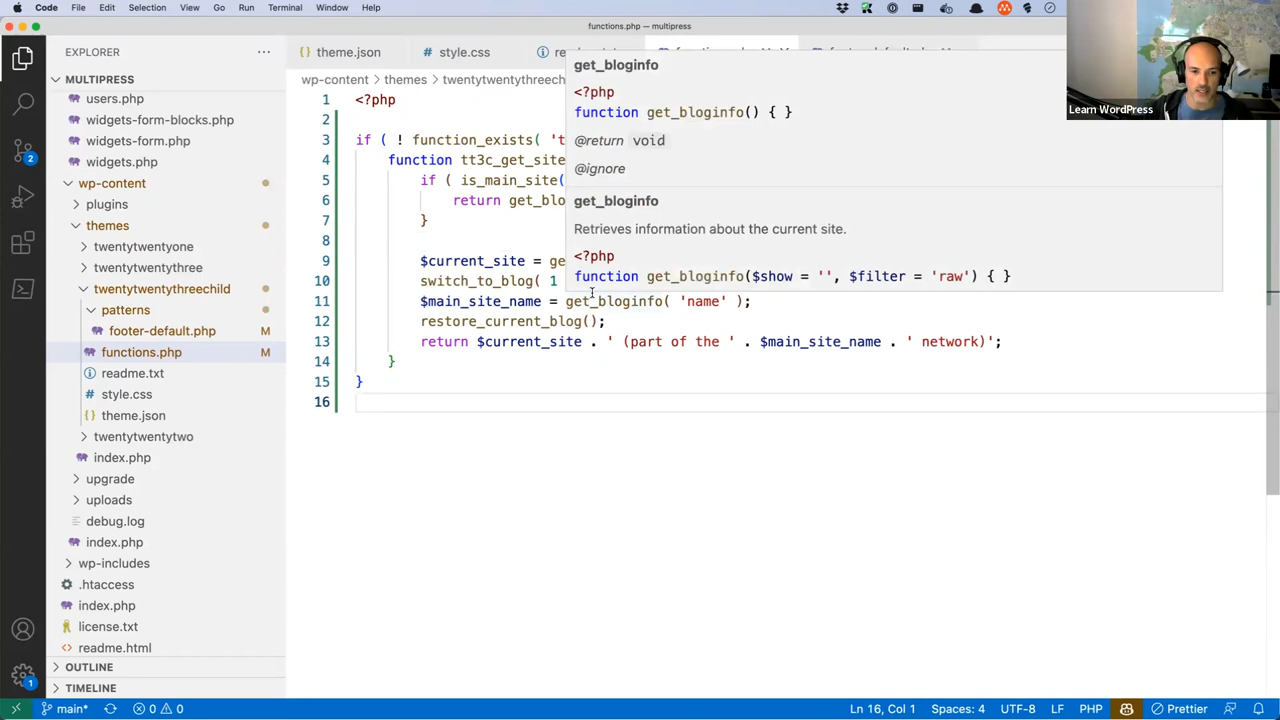 Code File Edit Selection View Go Run Terminal Window Help
functions.php — multipress
EXPLORER
theme.json
style.css
Learn WordPress
MULTIPRESS
users.php
widgets-form-blocks.php
widgets-form.php
widgets.php
wp-content
plugins
themes
twentytwentyone
twentytwentythree
twentytwentythreechild
patterns
footer-default.php M
functions.php M
readme.txt
style.css
theme.json
twentytwentytwo
index.php
upgrade
uploads
debug.log
index.php
wp-includes
.htaccess
index.php
license.txt
readme.html
OUTLINE
TIMELINE
2
1
wp-content > themes > twentytwentythreech
get_bloginfo
<?php
function get_bloginfo() { }
@return void
@ignore
get_bloginfo
Retrieves information about the current site.
<?php
function get_bloginfo($show = '', $filter = 'raw') { }
1 <?php
2
3 if ( ! function_exists( 't
4 function tt3c_get_site
5 if ( is_main_site(
6 return get_blo
7 }
8
9 $current_site = ge
10 switch_to_blog( 1
11 $main_site_name = get_bloginfo( 'name' );
12 restore_current_blog();
13 return $current_site . ' (part of the ' . $main_site_name . ' network)';
14 }
15 }
16
main* 0 0 Ln 16, Col 1 Spaces: 4 UTF-8 LF PHP Prettier